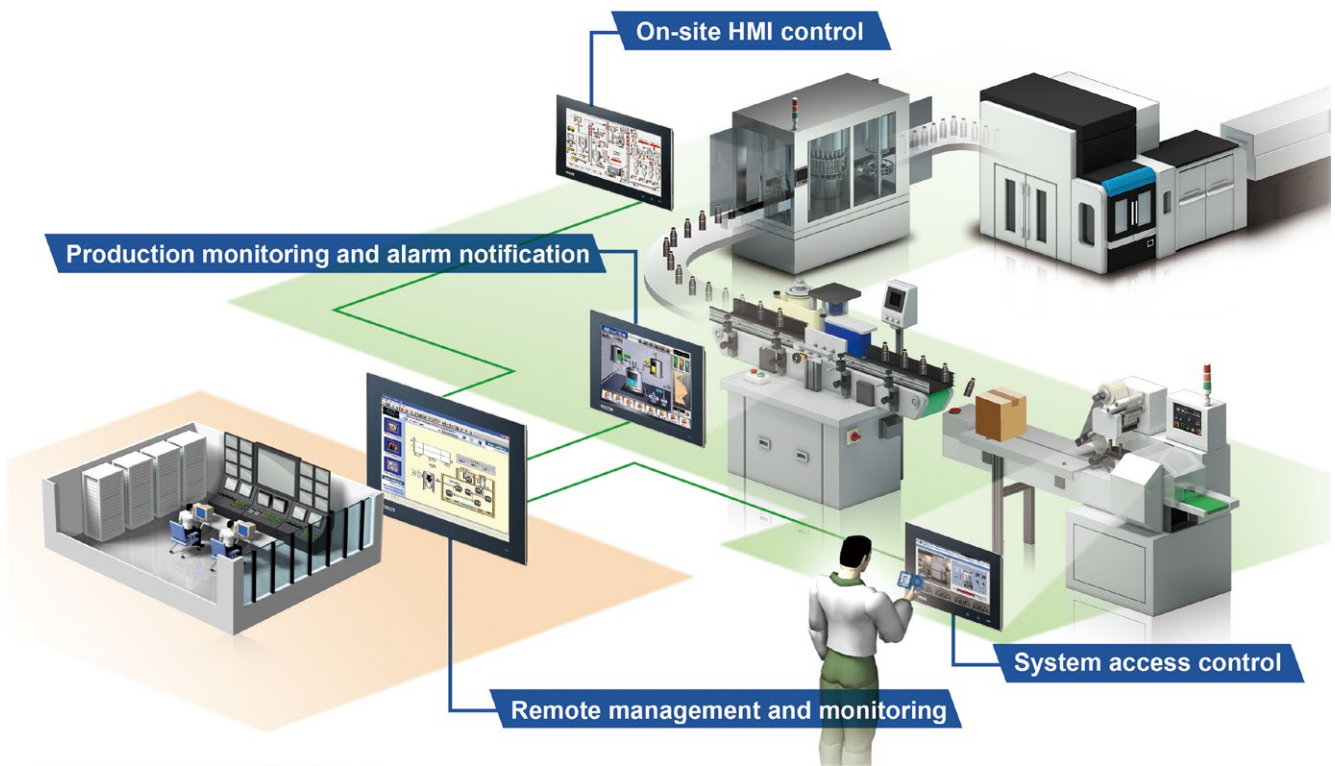 On-site HMI control
Production monitoring and alarm notification
System access control
Remote management and monitoring